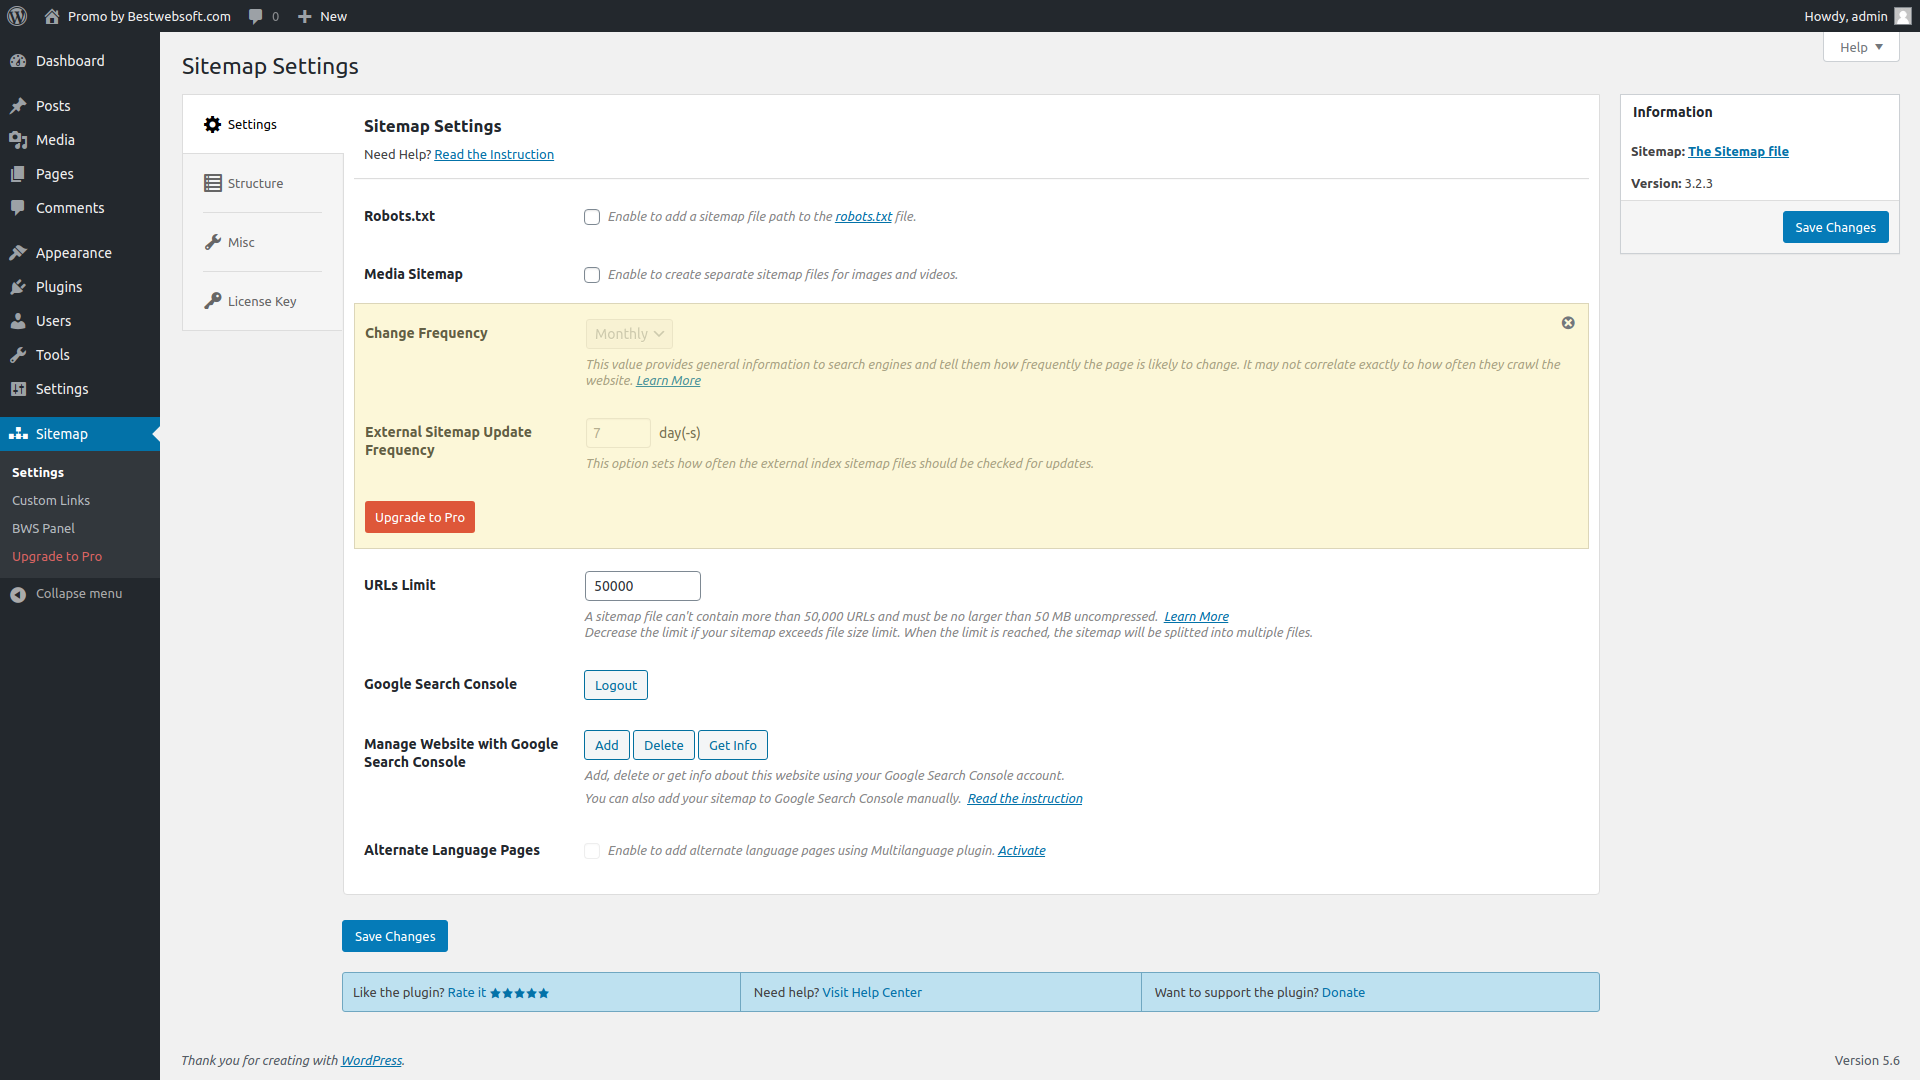 Promo by Bestwebsoft.com 0 New Howdy, admin
Help
Dashboard
Posts
Media
Pages
Comments
Appearance
Plugins
Users
Tools
Settings
Sitemap
Settings
Custom Links
BWS Panel
Upgrade to Pro
Collapse menu
Sitemap Settings
Settings
Structure
Misc
License Key
Sitemap Settings
Need Help? Read the Instruction
Robots.txt
Enable to add a sitemap file path to the robots.txt file.
Media Sitemap
Enable to create separate sitemap files for images and videos.
Change Frequency
Monthly
This value provides general information to search engines and tell them how frequently the page is likely to change. It may not correlate exactly to how often they crawl the
website. Learn More
External Sitemap Update
Frequency
7 day(-s)
This option sets how often the external index sitemap files should be checked for updates.
Upgrade to Pro
URLs Limit
50000
A sitemap file can't contain more than 50,000 URLs and must be no larger than 50 MB uncompressed. Learn More
Decrease the limit if your sitemap exceeds file size limit. When the limit is reached, the sitemap will be splitted into multiple files.
Google Search Console
Logout
Manage Website with Google
Search Console
Add Delete Get Info
Add, delete or get info about this website using your Google Search Console account.
You can also add your sitemap to Google Search Console manually. Read the instruction
Alternate Language Pages
Enable to add alternate language pages using Multilanguage plugin. Activate
Save Changes
Like the plugin? Rate it ★★★★★
Need help? Visit Help Center
Want to support the plugin? Donate
Information
Sitemap: The Sitemap file
Version: 3.2.3
Save Changes
Thank you for creating with WordPress.
Version 5.6